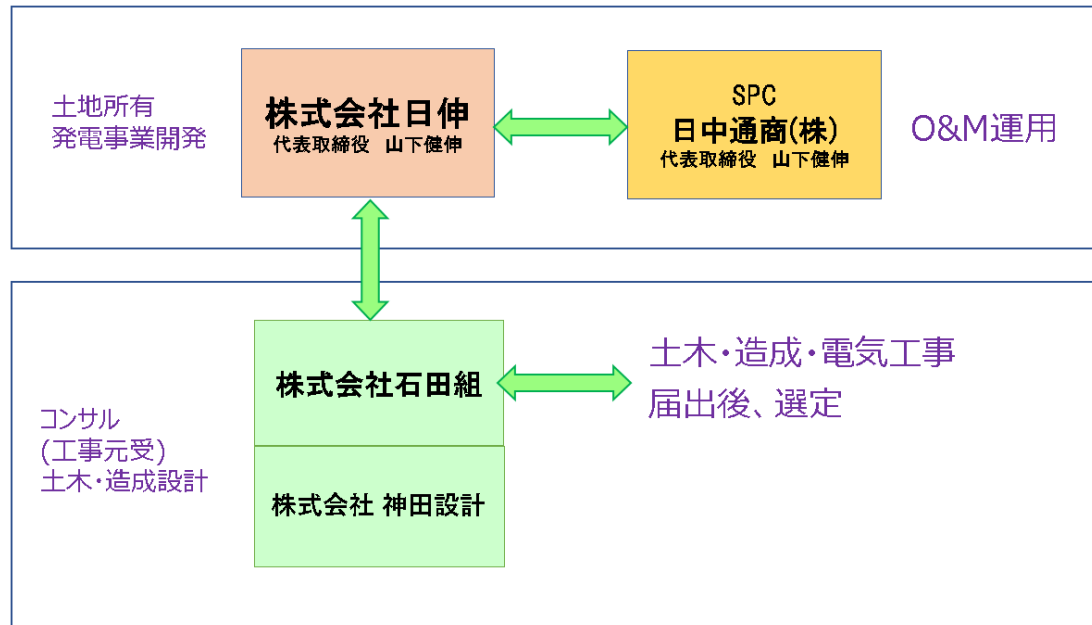 土地所有
発電事業開発
株式会社日伸
代表取締役 山下健伸
SPC
日中通商(株)
代表取締役 山下健伸
O&M運用
コンサル
(工事元受)
土木・造成設計
株式会社石田組
株式会社 神田設計
土木・造成・電気工事
届出後、選定